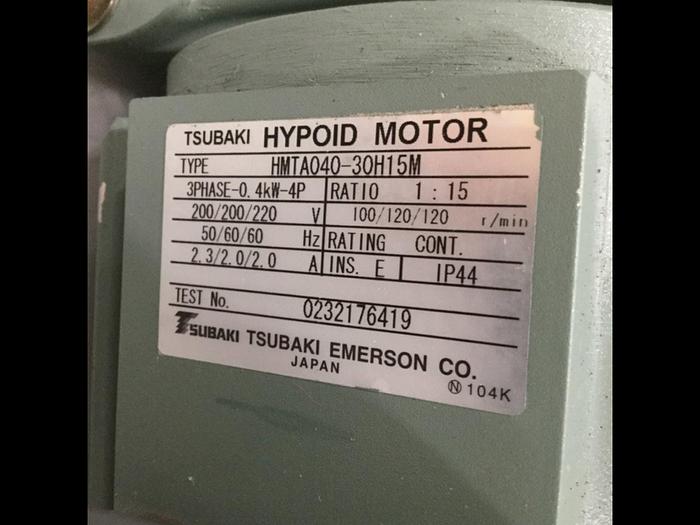 TSUBAKI HYPOID MOTOR
TYPE HMTA040-30H15M
3PHASE-0.4kW-4P RATIO 1:15
200/200/220 V 100/120/120 r/min
50/60/60 Hz RATING CONT.
2.3/2.0/2.0 A INS. E IP44
TEST No. 0232176419
TSUBAKI TSUBAKI EMERSON CO.
JAPAN
Ⓝ 104K